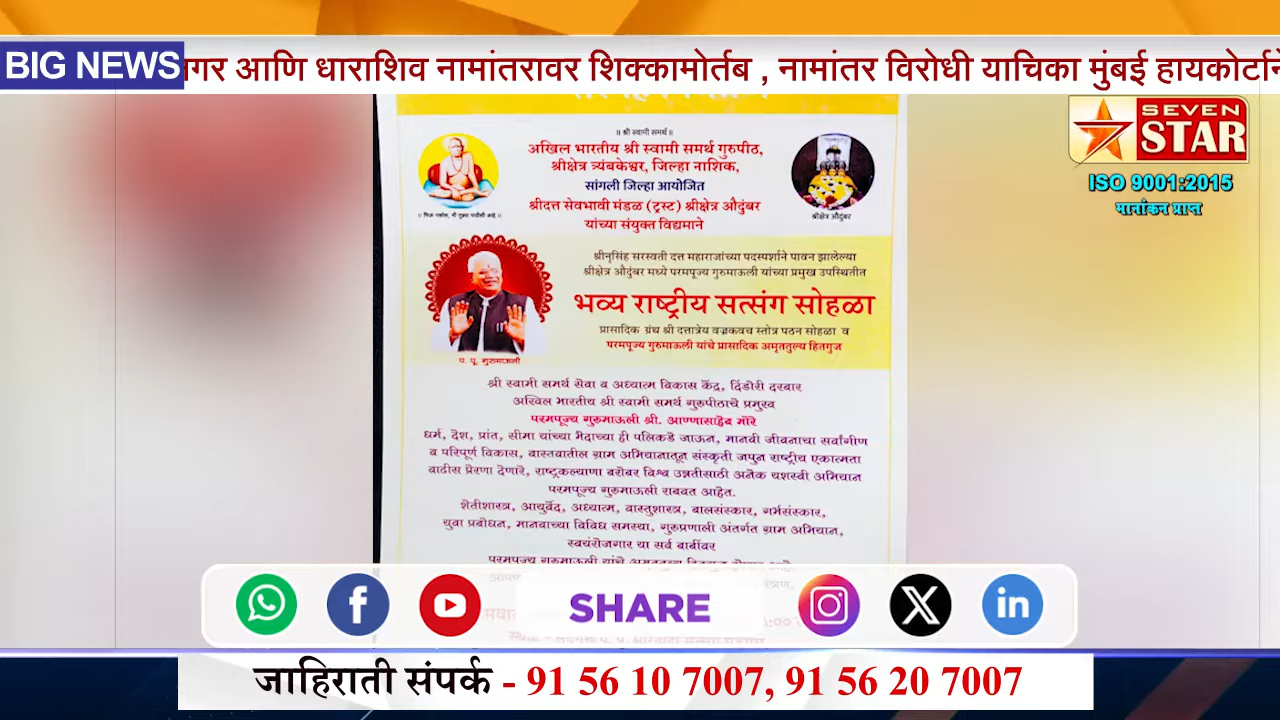 BIG NEWS
गर आणि धाराशिव नामांतरावर शिक्कामोर्तब , नामांतर विरोधी याचिका मुंबई हायकोर्टाने
SEVEN
STAR
ISO 9001:2015
मानांकन प्राप्त
॥ श्री स्वामी समर्थ ॥
अखिल भारतीय श्री स्वामी समर्थ गुरुपीठ,
श्रीक्षेत्र त्र्यंबकेश्वर, जिल्हा नाशिक,
सांगली जिल्हा आयोजित
श्रीदत्त सेवभावी मंडळ (ट्रस्ट) श्रीक्षेत्र औदुंबर
यांच्या संयुक्त विद्यमाने
श्रीक्षेत्र औदुंबर
श्रीनृसिंह सरस्वती दत्त महाराजांच्या पदस्पर्शाने पावन झालेल्या
श्रीक्षेत्र औदुंबर मध्ये परमपूज्य गुरुमाऊली यांच्या प्रमुख उपस्थितीत
भव्य राष्ट्रीय सत्संग सोहळा
प्रासादिक ग्रंथ श्री दत्तात्रेय वज्रकवच स्तोत्र पठन सोहळा व
परमपूज्य गुरुमाऊली यांचे प्रासादिक अमृततुल्य हितगुज
प. पू. गुरुमाऊली
श्री स्वामी समर्थ सेवा व अध्यात्म विकास केंद्र, दिंडोरी दरबार
अखिल भारतीय श्री स्वामी समर्थ गुरुपीठाचे प्रमुख
परमपूज्य गुरुमाऊली श्री. आण्णासाहेब मोरे
धर्म, देश, प्रांत, सीमा यांच्या भेदाच्या ही पलिकडे जाऊन, मानवी जीवनाचा सर्वांगीण
व परिपूर्ण विकास, वास्तवातील ग्राम अभियानातून संस्कृती जपुन राष्ट्रीय एकात्मता
वाढीस प्रेरणा देणारे, राष्ट्रकल्याणा बरोबर विश्व उन्नतीसाठी अनेक यशस्वी अभियान
परमपूज्य गुरुमाऊली राबवत आहेत.
शेतीशास्त्र, आयुर्वेद, अध्यात्म, वास्तुशास्त्र, बालसंस्कार, गर्भसंस्कार,
युवा प्रबोधन, मानवाच्या विविध समस्या, गुरुप्रणाली अंतर्गत ग्राम अभियान,
स्वयंरोजगार या सर्व बाबींवर
परमपूज्य गुरुमाऊली यांचे अमृततुल्य हितगुज
SHARE
जाहिराती संपर्क - 91 56 10 7007, 91 56 20 7007